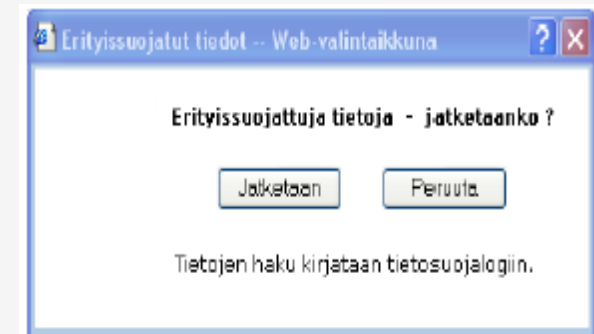 Erityissuojatut tiedot -- Web-valintaikkuna
Erityissuojattuja tietoja - jatketaanko ?
Jatketaan Peruuta
Tietojen haku kirjataan tietosuojalogiin.